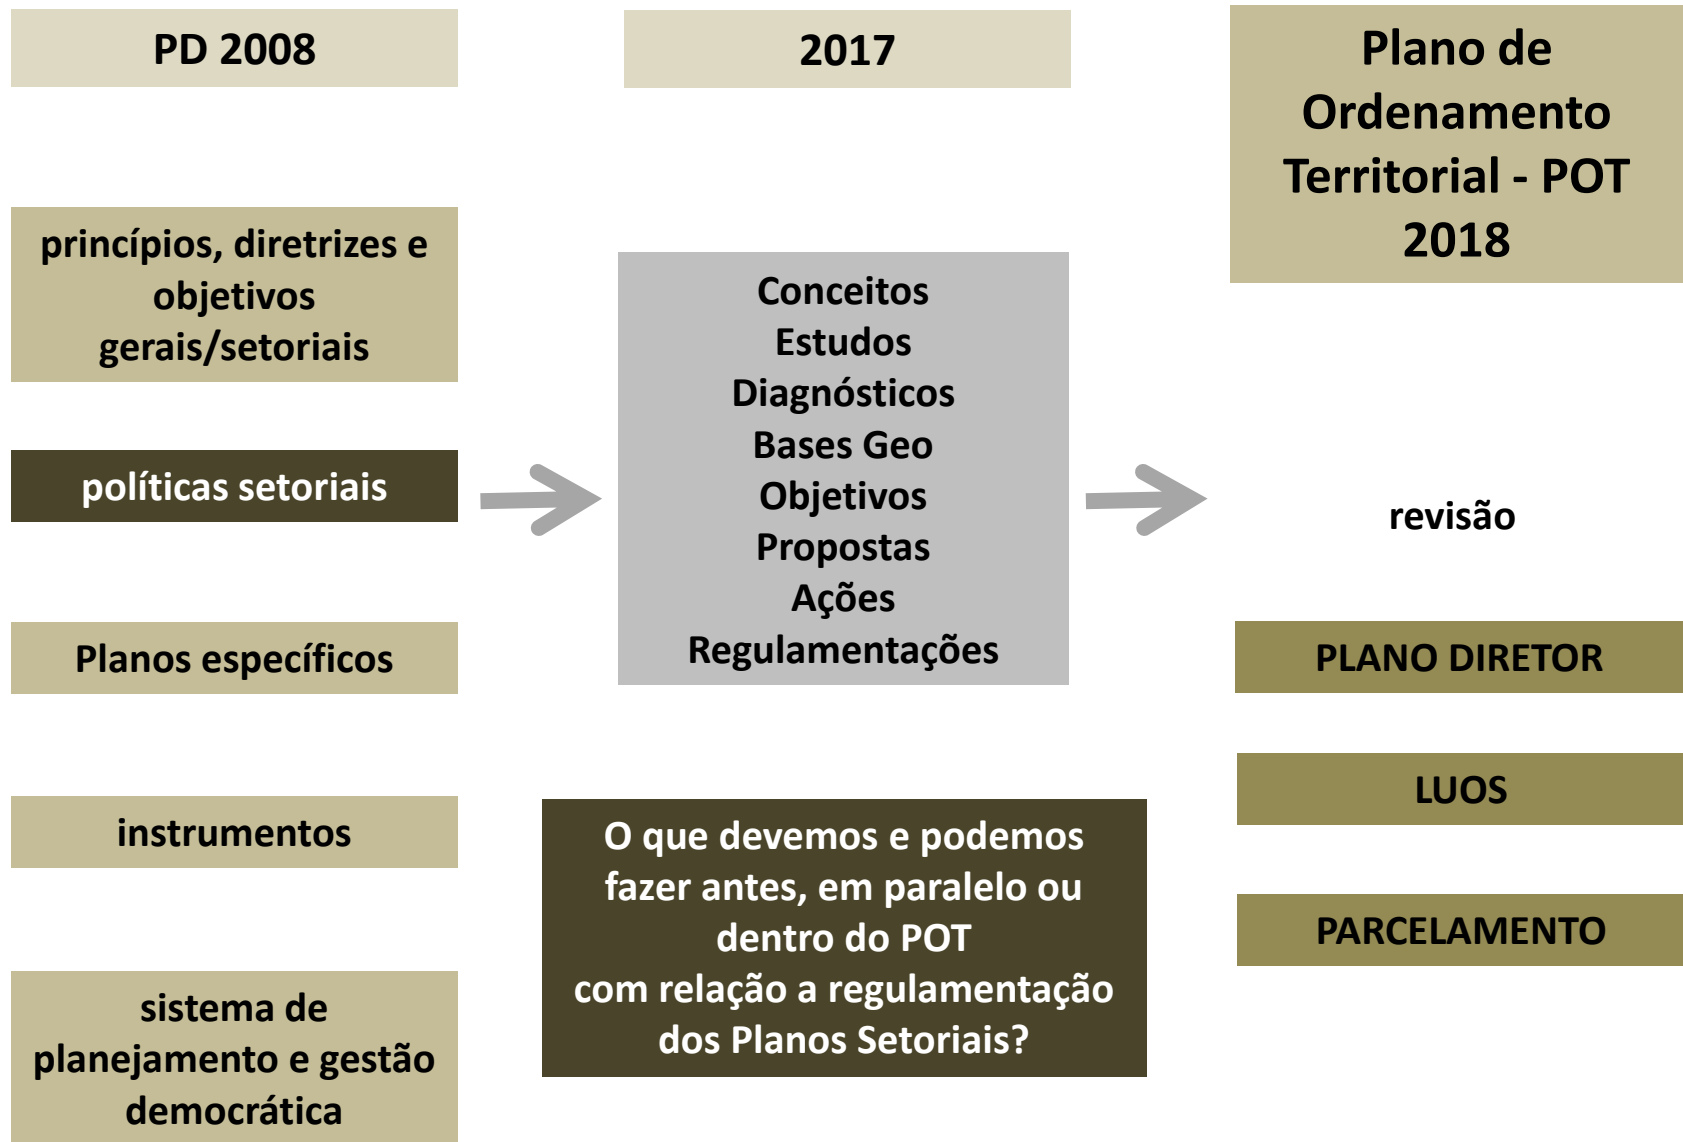 PD 2008
princípios, diretrizes e
objetivos
gerais/setoriais
políticas setoriais
Planos específicos
instrumentos
sistema de
planejamento e gestão
democrática
2017
Conceitos
Estudos
Diagnósticos
Bases Geo
Objetivos
Propostas
Ações
Regulamentações
O que devemos e podemos
fazer antes, em paralelo ou
dentro do POT
com relação a regulamentação
dos Planos Setoriais?
Plano de
Ordenamento
Territorial - POT
2018
revisão
PLANO DIRETOR
LUOS
PARCELAMENTO